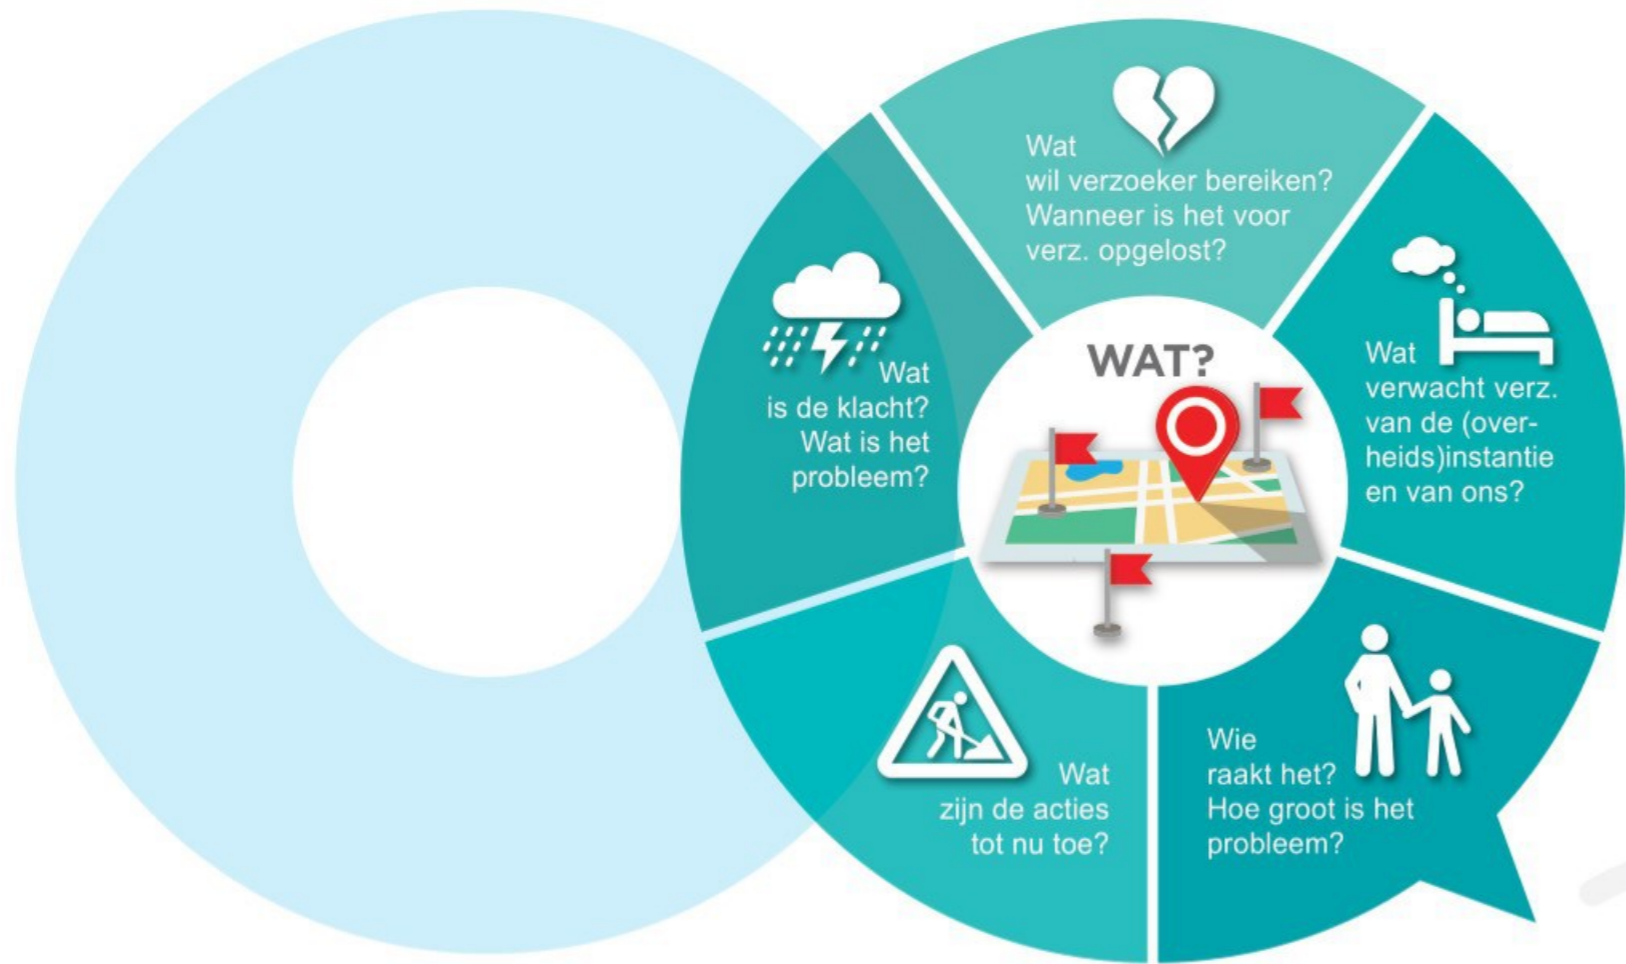 Wat
wil verzoeker bereiken?
Wanneer is het voor
verz. opgelost?
Wat
is de klacht?
Wat is het
probleem?
WAT?
Wat
verwacht verz.
van de (over-
heids)instantie
en van ons?
Wat
zijn de acties
tot nu toe?
Wie
raakt het?
Hoe groot is het
probleem?